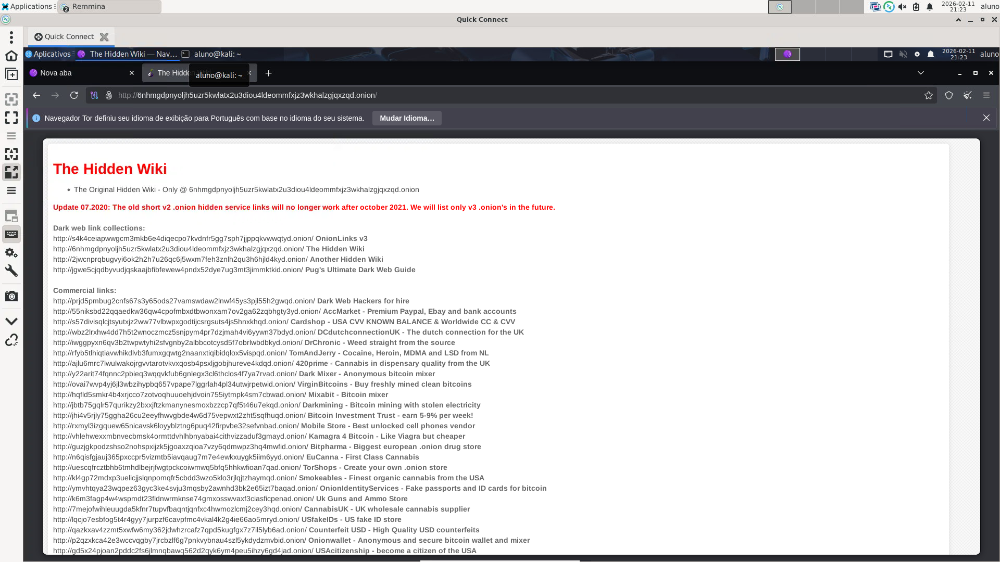 Applications
Remmina
2026-02-11
21:23
aluno
Quick Connect
Quick Connect
Aplicativos
The Hidden Wiki — Nav...
aluno@kali: ~
2026-02-11
21:23
aluno
Nova aba
The Hidden Wiki
aluno@kali: ~
http://6nhmgdpnyoljh5uzr5kwlatx2u3diou4ldeommfxjz3wkhalzgjqxzqd.onion/
Navegador Tor definiu seu idioma de exibição para Português com base no idioma do seu sistema.
Mudar Idioma...
The Hidden Wiki
• The Original Hidden Wiki - Only @ 6nhmgdpnyoljh5uzr5kwlatx2u3diou4ldeommfxjz3wkhalzgjqxzqd.onion
Update 07.2020: The old short v2 .onion hidden service links will no longer work after october 2021. We will list only v3 .onion's in the future.
Dark web link collections:
http://s4k4ceiapwwgcm3mkb6e4diqecpo7kvdnfr5gg7sph7jjppqkvwwqtyd.onion/ OnionLinks v3
http://6nhmgdpnyoljh5uzr5kwlatx2u3diou4ldeommfxjz3wkhalzgjqxzqd.onion/ The Hidden Wiki
http://2jwcnprqbugvyi6ok2h2h7u26qc6j5wxm7feh3znlh2qu3h6hjld4kyd.onion/ Another Hidden Wiki
http://jgwe5cjqdbyvudjqskaajbfibfewew4pndx52dye7ug3mt3jimmktkid.onion/ Pug's Ultimate Dark Web Guide
Commercial links:
http://prjd5pmbug2cnfs67s3y65ods27vamswdaw2lnwf45ys3pjl55h2gwqd.onion/ Dark Web Hackers for hire
http://55niksbd22qqaedkw36qw4cpofmbxdtbwonxam7ov2ga62zqbhgty3yd.onion/ AccMarket - Premium Paypal, Ebay and bank accounts
http://s57divisqlcjtsyutxjz2ww77vlbwpxgodtijcsrgsuts4js5hnxkhqd.onion/ Cardshop - USA CVV KNOWN BALANCE & Worldwide CC & CVV
http://wbz2lrxhw4dd7h5t2wnoczmcz5snjpym4pr7dzjmah4vi6yywn37bdyd.onion/ DCdutchconnectionUK - The dutch connection for the UK
http://iwggpyxn6qv3b2twpwtyhi2sfvgnby2albbcotcysd5f7obrlwbdbkyd.onion/ DrChronic - Weed straight from the source
http://rfyb5tlhiqtiavwhikdlvb3fumxgqwtg2naanxtiqibidqlox5vispqd.onion/ TomAndJerry - Cocaine, Heroin, MDMA and LSD from NL
http://ajlu6mrc7lwulwakojrgvvtarotvkvxqosb4psxljgobjhureve4kdqd.onion/ 420prime - Cannabis in dispensary quality from the UK
http://y22arit74fqnnc2pbieq3wqqvkfub6gnlegx3cl6thclos4f7ya7rvad.onion/ Dark Mixer - Anonymous bitcoin mixer
http://ovai7wvp4yj6jl3wbzihypbq657vpape7lggrlah4pl34utwjrpetwid.onion/ VirginBitcoins - Buy freshly mined clean bitcoins
http://hqfld5smkr4b4xrjcco7zotvoqhuuoehjdvoin755iytmpk4sm7cbwad.onion/ Mixabit - Bitcoin mixer
http://jbtb75gqlr57qurikzy2bxxjftzkmanynesmoxbzzcp7qf5t46u7ekqd.onion/ Darkmining - Bitcoin mining with stolen electricity
http://jhi4v5rjly75ggha26cu2eeyfhwvgbde4w6d75vepwxt2zht5sqfhuqd.onion/ Bitcoin Investment Trust - earn 5-9% per week!
http://rxmyl3izgquew65nicavsk6loyyblztng6puq42firpvbe32sefvnbad.onion/ Mobile Store - Best unlocked cell phones vendor
http://vhlehwexxmbnvecbmsk4ormttdvhlhbnyabai4cithvizzaduf3gmayd.onion/ Kamagra 4 Bitcoin - Like Viagra but cheaper
http://guzjgkpodzshso2nohspxijzk5jgoaxzqioa7vzy6qdmwpz3hq4mwfid.onion/ Bitpharma - Biggest european .onion drug store
http://n6qisfgjauj365pxccpr5vizmtb5iavqaug7m7e4ewkxuygk5iim6yyd.onion/ EuCanna - First Class Cannabis
http://uescqfrcztbhb6tmhdlbejrjfwgtpckcoiwmwq5bfq5hhkwfioan7qad.onion/ TorShops - Create your own .onion store
http://kl4gp72mdxp3uelicjjslqnpomqfr5cbdd3wzo5klo3rjlqjtzhaymqd.onion/ Smokeables - Finest organic cannabis from the USA
http://ymvhtqya23wqpez63gyc3ke4svju3mqsby2awnhd3bk2e65izt7baqad.onion/ OnionIdentityServices - Fake passports and ID cards for bitcoin
http://k6m3fagp4w4wspmdt23fldnwrmknse74gmxosswvaxf3ciasficpenad.onion/ Uk Guns and Ammo Store
http://7mejofwihleuugda5kfnr7tupvfbaqntjqnfxc4hwmozlcmj2cey3hqd.onion/ CannabisUK - UK wholesale cannabis supplier
http://lqcjo7esbfog5t4r4gyy7jurpzf6cavpfmc4vkal4k2g4ie66ao5mryd.onion/ USfakeIDs - US fake ID store
http://qazkxav4zzmt5xwfw6my362jdwhzrcafz7qpd5kugfgx7z7il5lyb6ad.onion/ Counterfeit USD - High Quality USD counterfeits
http://p2qzxkca42e3wccvqgby7jrcbzlf6g7pnkvybnau4szl5ykdydzmvbid.onion/ Onionwallet - Anonymous and secure bitcoin wallet and mixer
http://gd5x24pjoan2pddc2fs6jlmnqbawq562d2qyk6ym4peu5ihzy6gd4jad.onion/ USAcitizenship - become a citizen of the USA